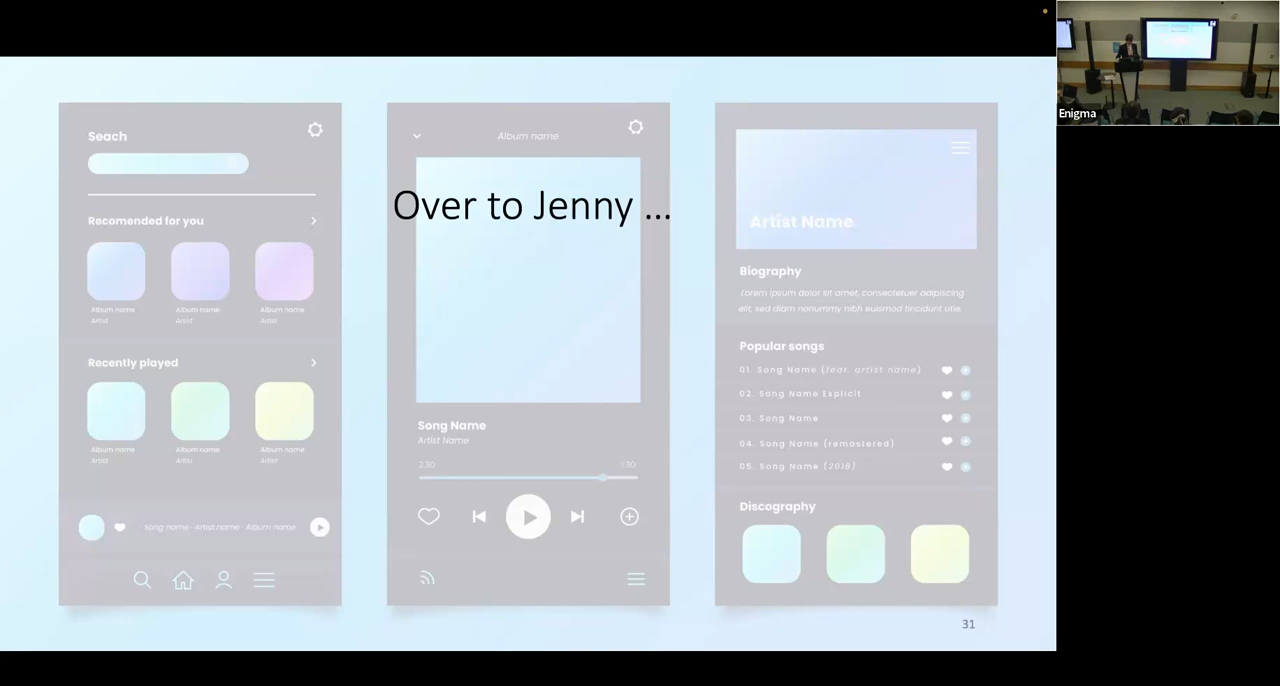 Over to Jenny ...
Seach
Recomended for you
Album name
Artist
Album name
Artist
Album name
Artist
Recently played
Album name
Artist
Album name
Artist
Album name
Artist
Song name · Artist name · Album name
Album name
Song Name
Artist Name
2.30
1.30
Artist Name
Biography
Lorem ipsum dolor sit amet, consectetuer adipiscing
elit, sed diam nonummy nibh euismod tincidunt utle.
Popular songs
01. Song Name (fear. artist name)
02. Song Name Explicit
03. Song Name
04. Song Name (remastered)
05. Song Name (2018)
Discography
31
Enigma